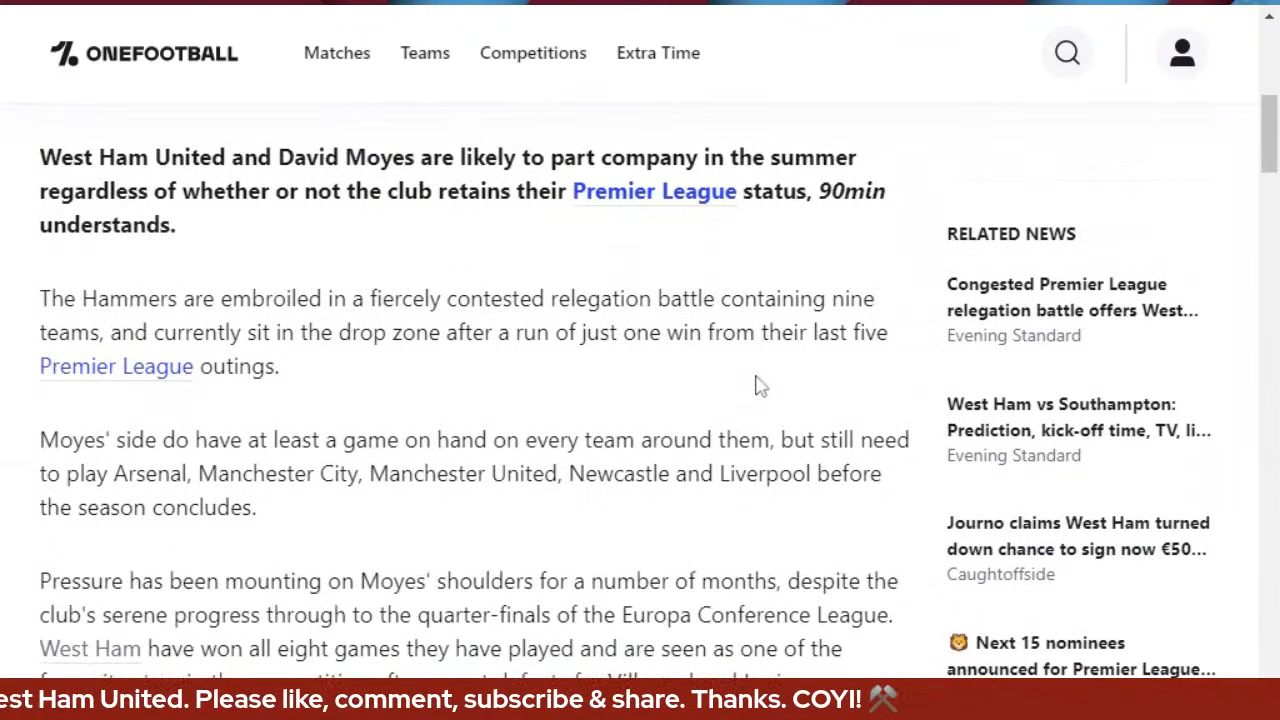 ONEFOOTBALL
Matches
Teams
Competitions
Extra Time
West Ham United and David Moyes are likely to part company in the summer
regardless of whether or not the club retains their Premier League status, 90min
understands.
The Hammers are embroiled in a fiercely contested relegation battle containing nine
teams, and currently sit in the drop zone after a run of just one win from their last five
Premier League outings.
Moyes' side do have at least a game on hand on every team around them, but still need
to play Arsenal, Manchester City, Manchester United, Newcastle and Liverpool before
the season concludes.
Pressure has been mounting on Moyes' shoulders for a number of months, despite the
club's serene progress through to the quarter-finals of the Europa Conference League.
West Ham have won all eight games they have played and are seen as one of the
RELATED NEWS
Congested Premier League
relegation battle offers West...
Evening Standard
West Ham vs Southampton:
Prediction, kick-off time, TV, li...
Evening Standard
Journo claims West Ham turned
down chance to sign now €50...
Caughtoffside
🦁 Next 15 nominees
announced for Premier League...
est Ham United. Please like, comment, subscribe & share. Thanks. COYI! ⚒️